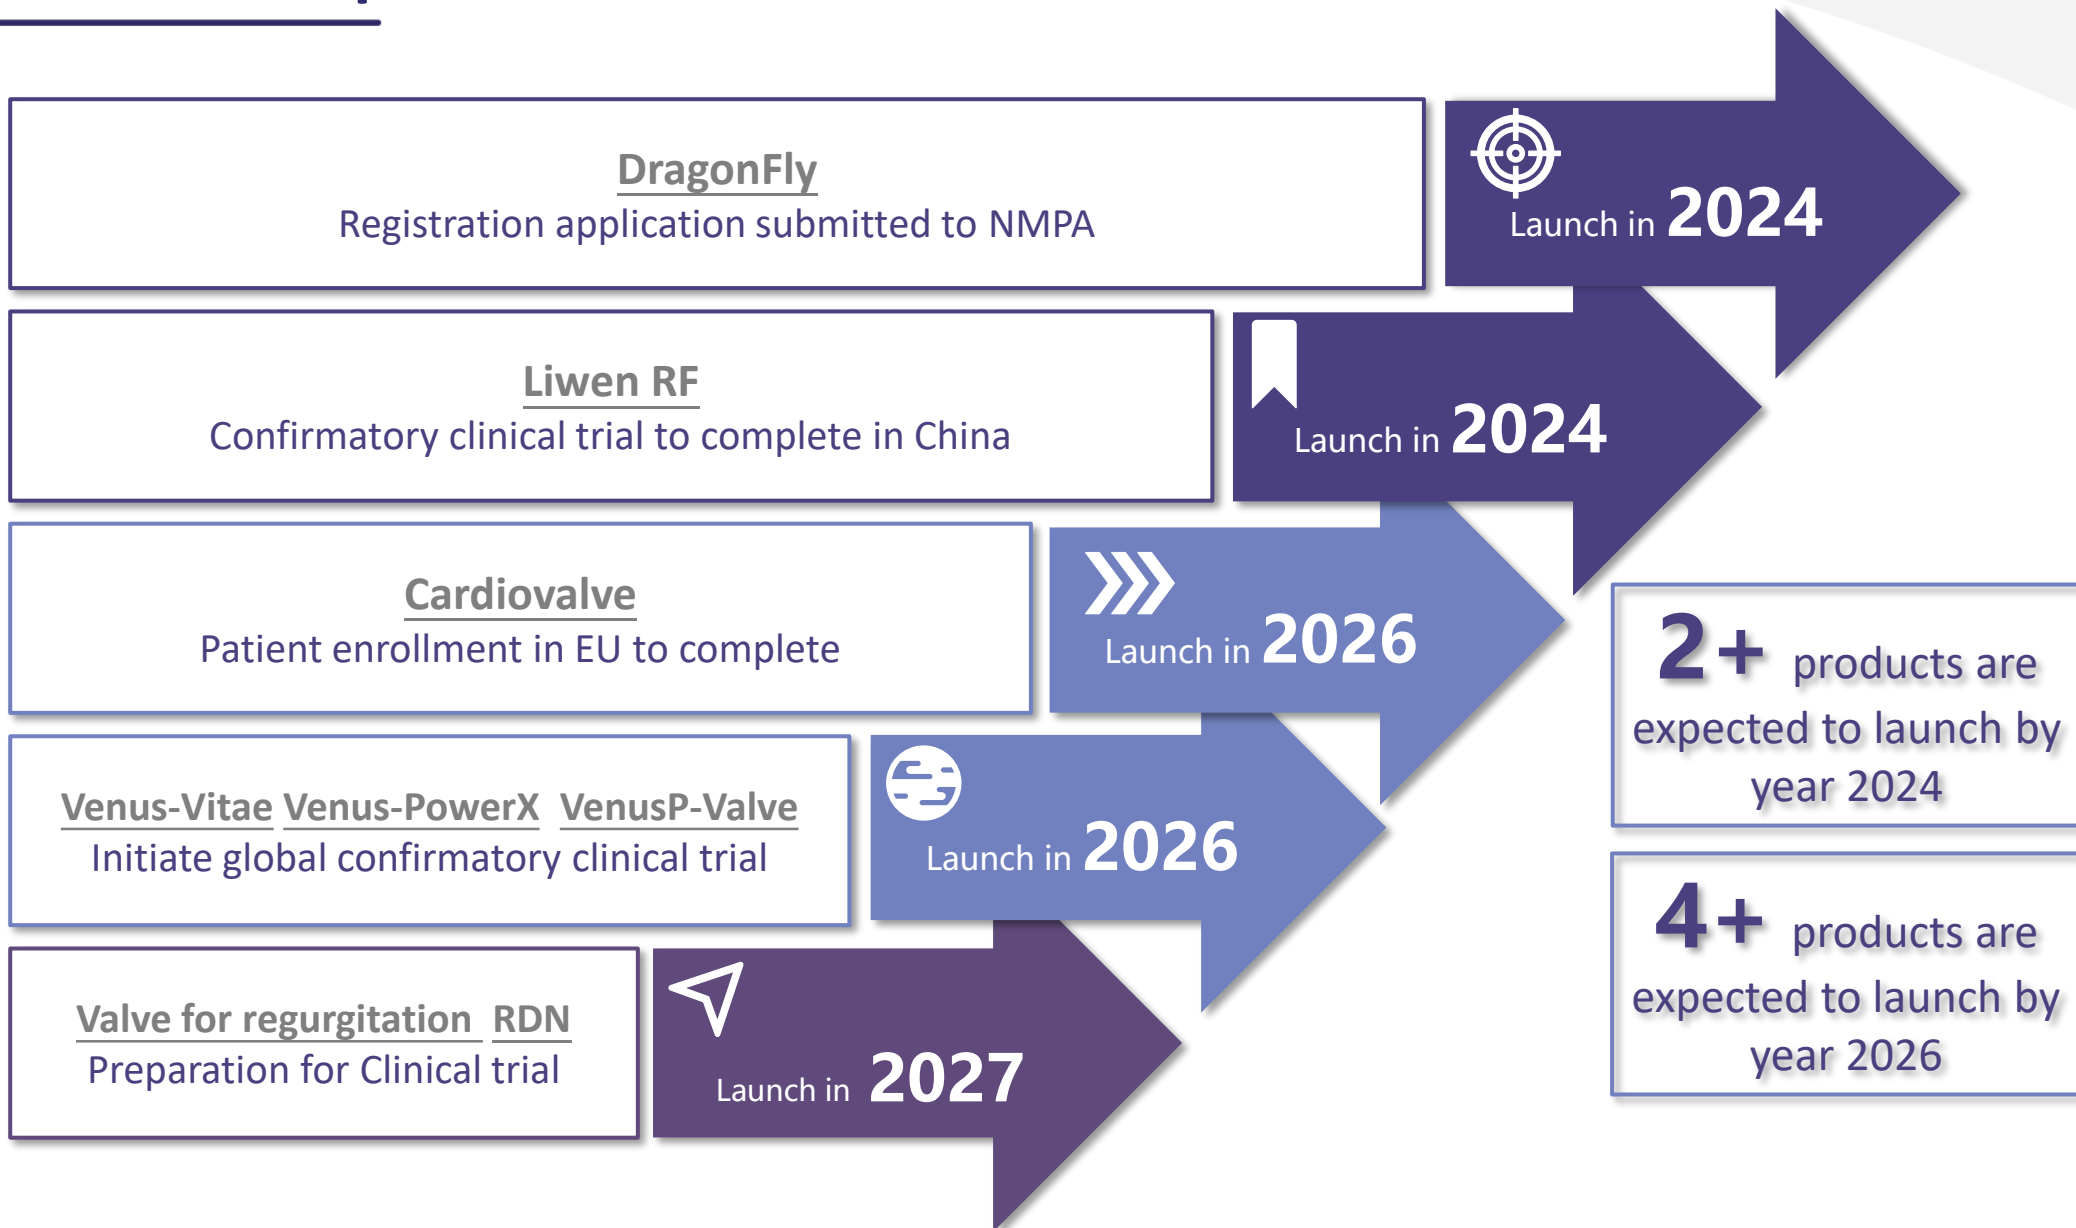 DragonFly
Registration application submitted to NMPA
Launch in 2024
Liwen RF
Confirmatory clinical trial to complete in China
Launch in 2024
Cardiovalve
Patient enrollment in EU to complete
Launch in 2026
Venus-Vitae Venus-PowerX VenusP-Valve
Initiate global confirmatory clinical trial
Launch in 2026
Valve for regurgitation RDN
Preparation for Clinical trial
Launch in 2027
2+ products are
expected to launch by
year 2024
4+ products are
expected to launch by
year 2026